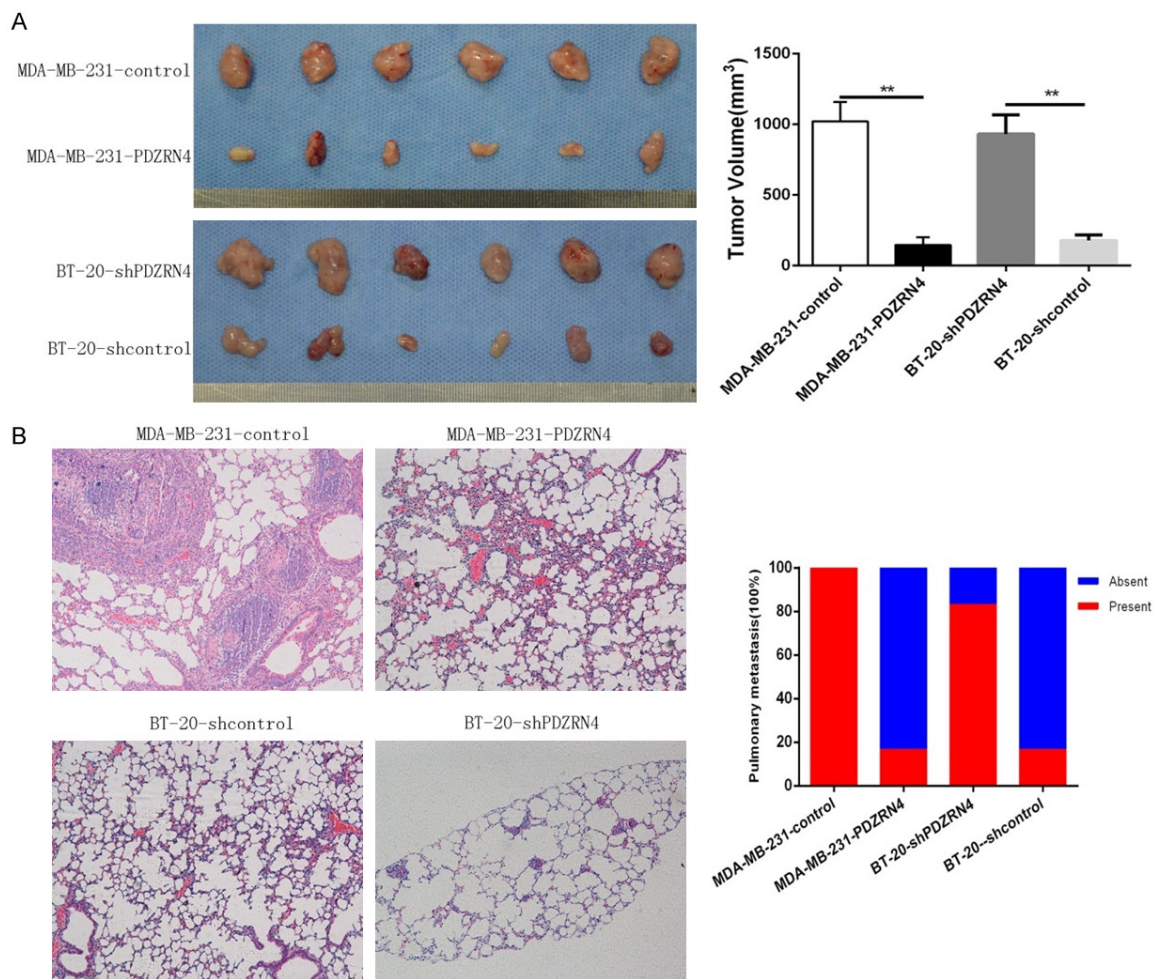 A
MDA-MB-231-control
MDA-MB-231-PDZRN4
BT-20-shPDZRN4
BT-20-shcontrol
Tumor Volume(mm³)
1500
1000
500
0
**
**
MDA-MB-231-control
MDA-MB-231-PDZRN4
BT-20-shPDZRN4
BT-20-shcontrol
B
MDA-MB-231-control
MDA-MB-231-PDZRN4
BT-20-shcontrol
BT-20-shPDZRN4
Pulmonary metastasis(100%)
100
80
60
40
20
0
Absent
Present
MDA-MB-231-control
MDA-MB-231-PDZRN4
BT-20-shPDZRN4
BT-20--shcontrol